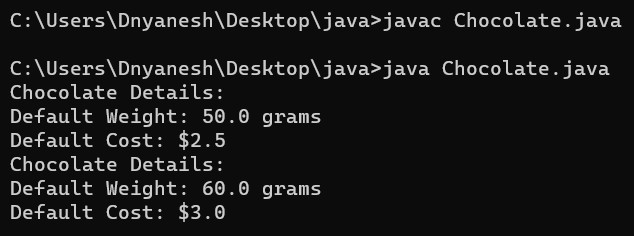 C:\Users\Dnyanesh\Desktop\java>javac Chocolate.java
C:\Users\Dnyanesh\Desktop\java>java Chocolate.java
Chocolate Details:
Default Weight: 50.0 grams
Default Cost: $2.5
Chocolate Details:
Default Weight: 60.0 grams
Default Cost: $3.0